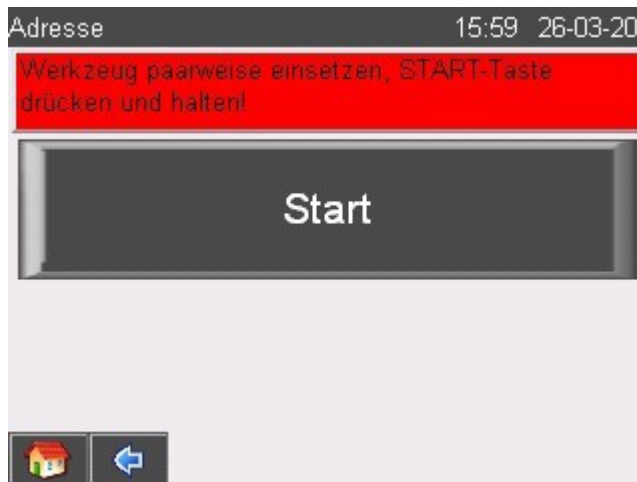 Adresse 15:59 26-03-20
Werkzeug paarweise einsetzen, START-Taste
drücken und halten!
Start